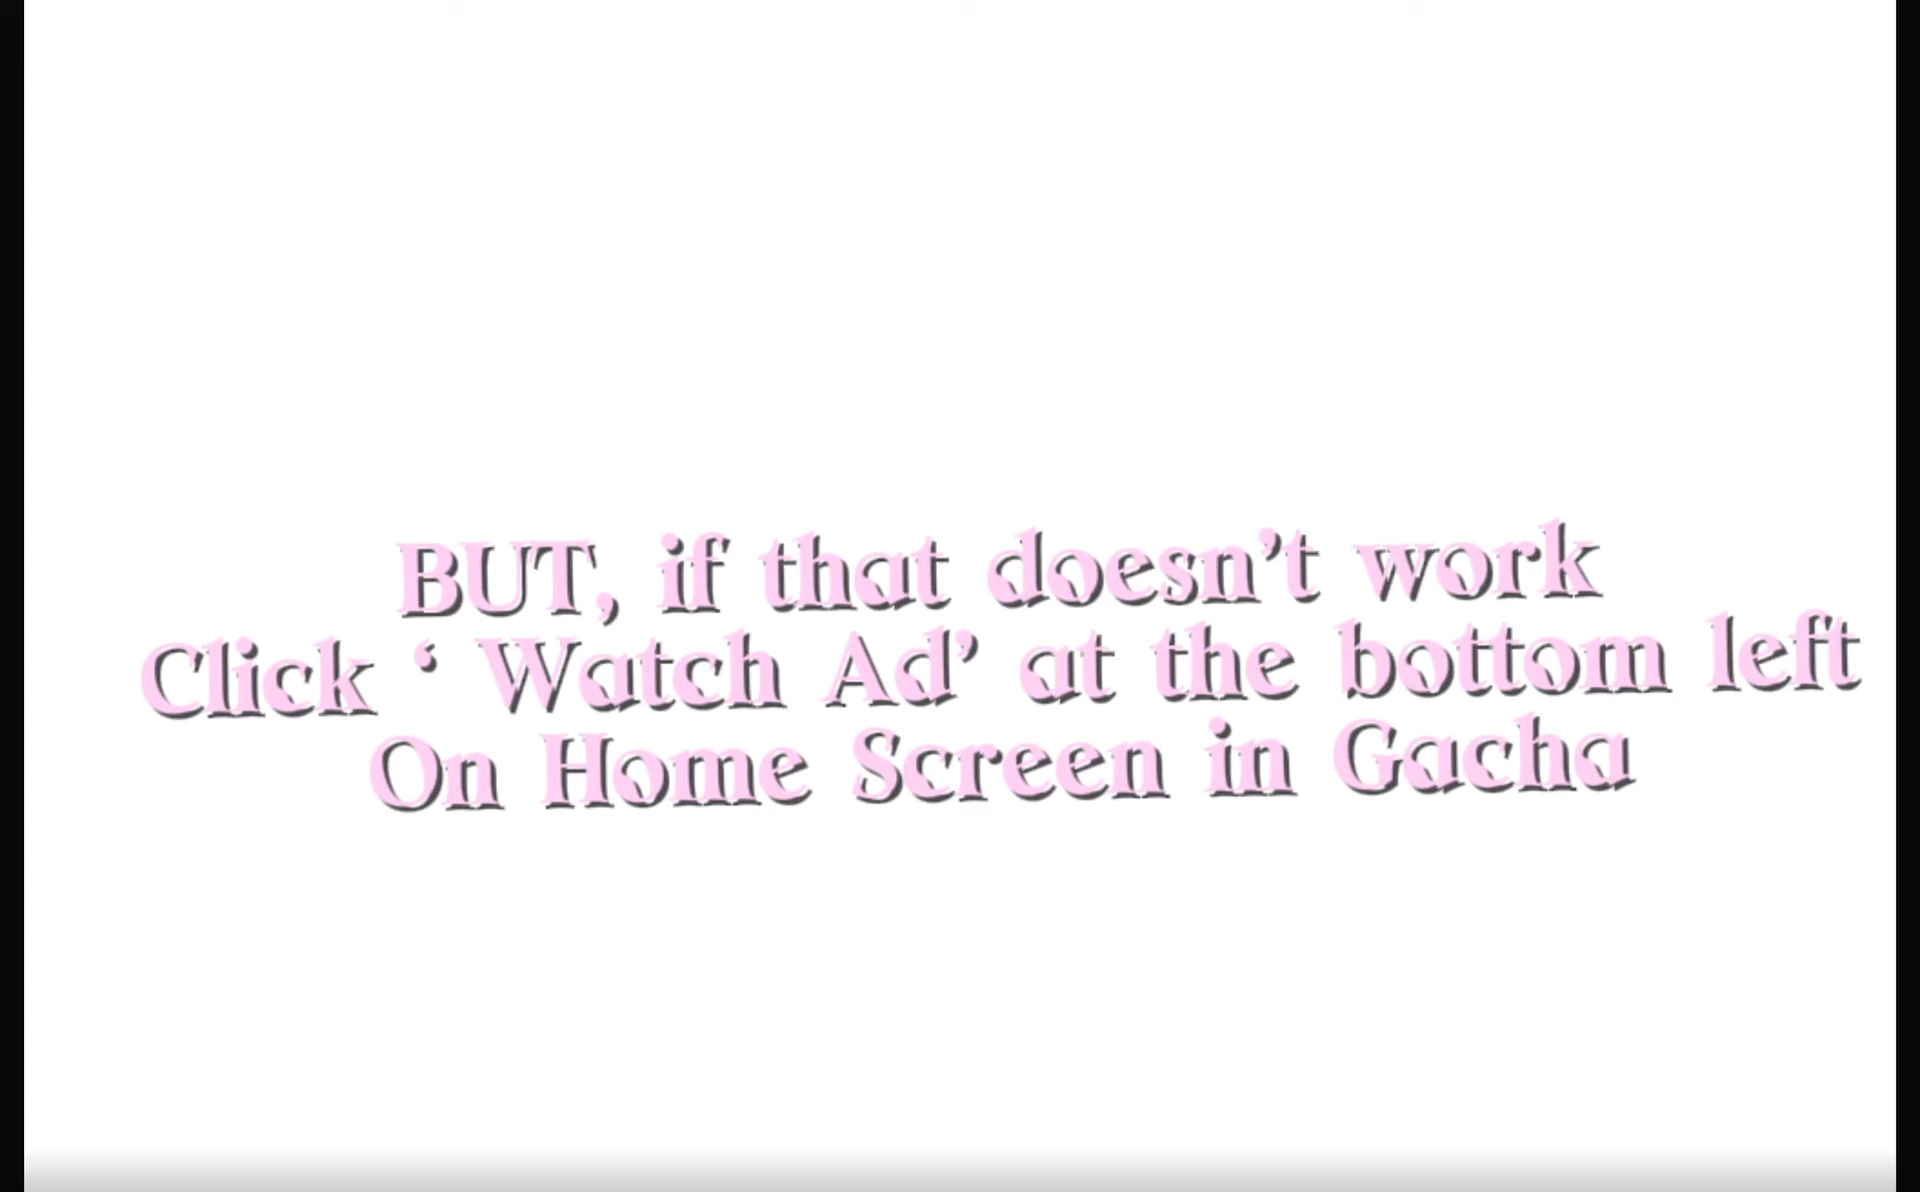 BUT, if that doesn’t work
Click ‘ Watch Ad’ at the bottom left
On Home Screen in Gacha